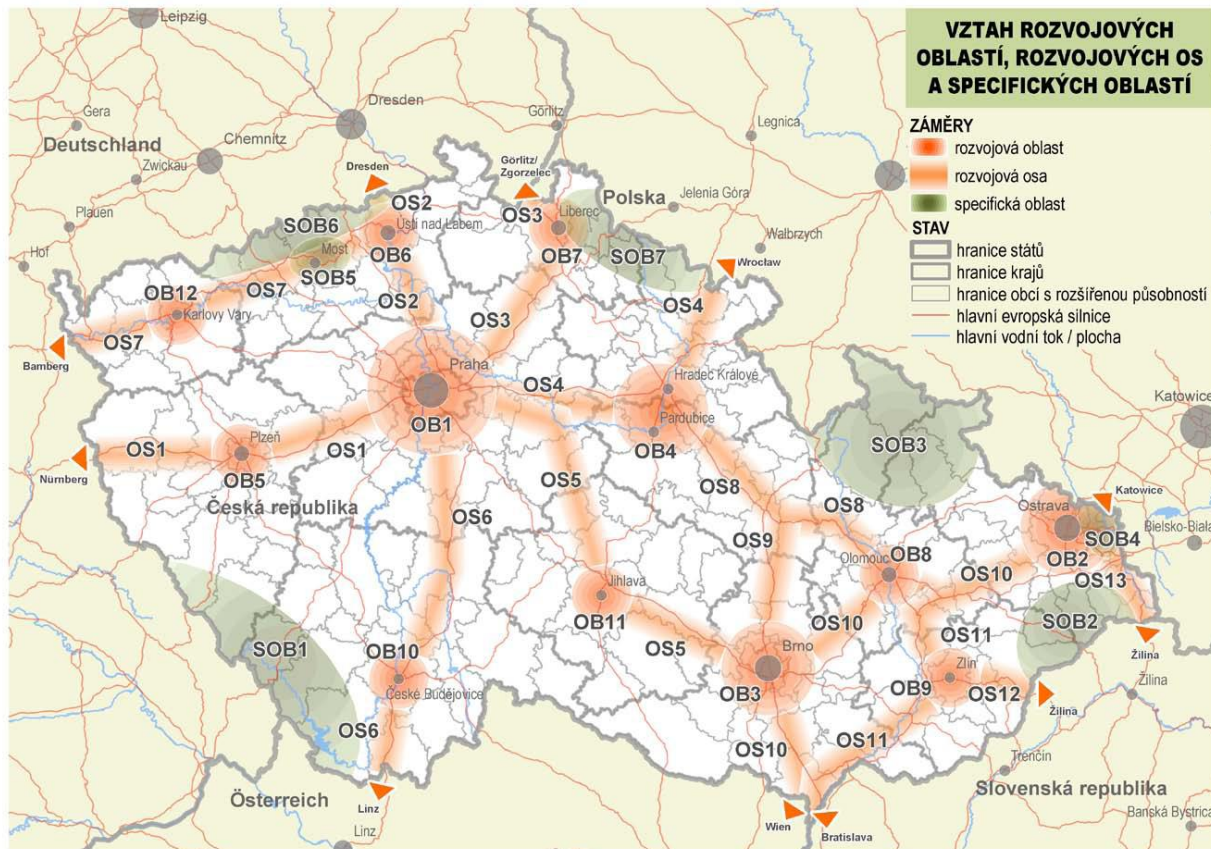 VZTAH ROZVOJOVÝCH
OBLASTÍ, ROZVOJOVÝCH OS
A SPECIFICKÝCH OBLASTÍ
ZÁMĚRY
rozvojová oblast
rozvojová osa
specifická oblast
STAV
hranice států
hranice krajů
hranice obcí s rozšířenou působností
hlavní evropská silnice
hlavní vodní tok / plocha
Leipzig
Gera
Deutschland
Chemnitz
Zwickau
Plauen
Hof
Dresden
Görlitz
Legnica
Dresden
Görlitz/
Zgorzelec
Polska
Jelenia Góra
Walbrzych
Wrocław
OS2
OS3
Liberec
SOB6
Ústí nad Labem
Most
OB6
SOB5
OB7
SOB7
OS7
OB12
Karlovy Vary
OS2
OS3
OS4
OS7
Bamberg
Praha
OB1
OS4
Hradec Králové
Pardubice
OB4
Katowice
SOB3
OS1
Nürnberg
Plzeň
OB5
OS1
Česká republika
OS6
OS5
OS8
OS8
OS9
Olomouc
OB8
Ostrava
Katowice
SOB4
OB2
Bielsko-Biała
OS13
OS10
Jihlava
OB11
OS5
OS10
OS11
SOB2
Žilina
Žilina
Brno
OB3
Zlín
OB9
OS12
Žilina
SOB1
OB10
České Budějovice
OS6
OS10
OS11
Trenčín
Slovenská republika
Banská Bystrica
Österreich
Linz
Linz
Wien
Bratislava